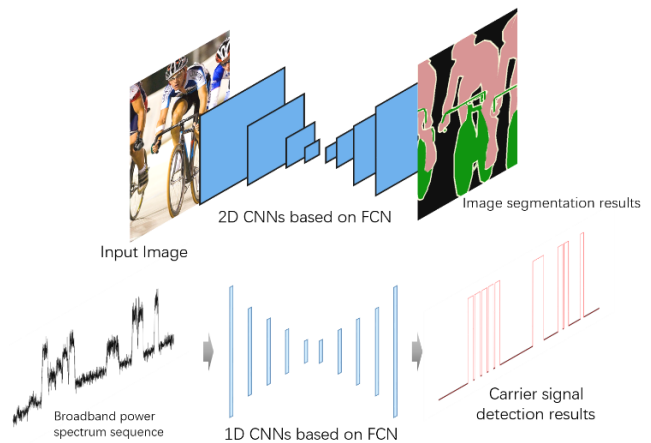 Input Image
2D CNNs based on FCN
Image segmentation results
Broadband power
spectrum sequence
1D CNNs based on FCN
Carrier signal
detection results